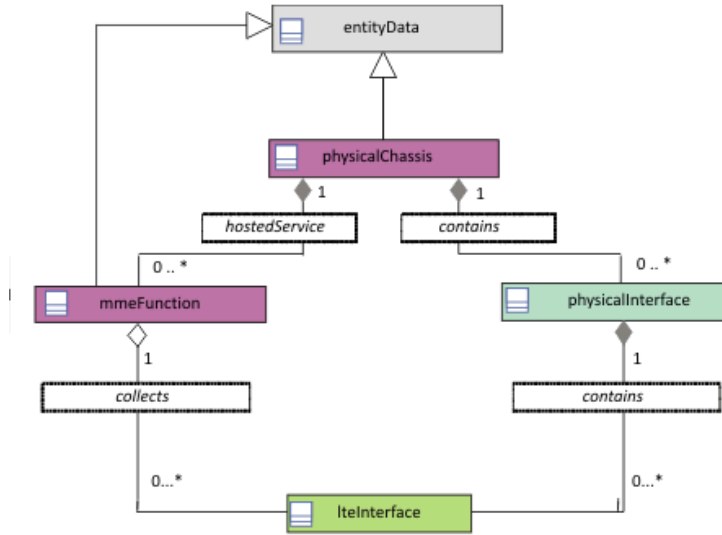 entityData
physicalChassis
1
1
hostedService
contains
0 .. *
0 .. *
mmeFunction
physicalInterface
1
1
collects
contains
0...*
0...*
lteInterface